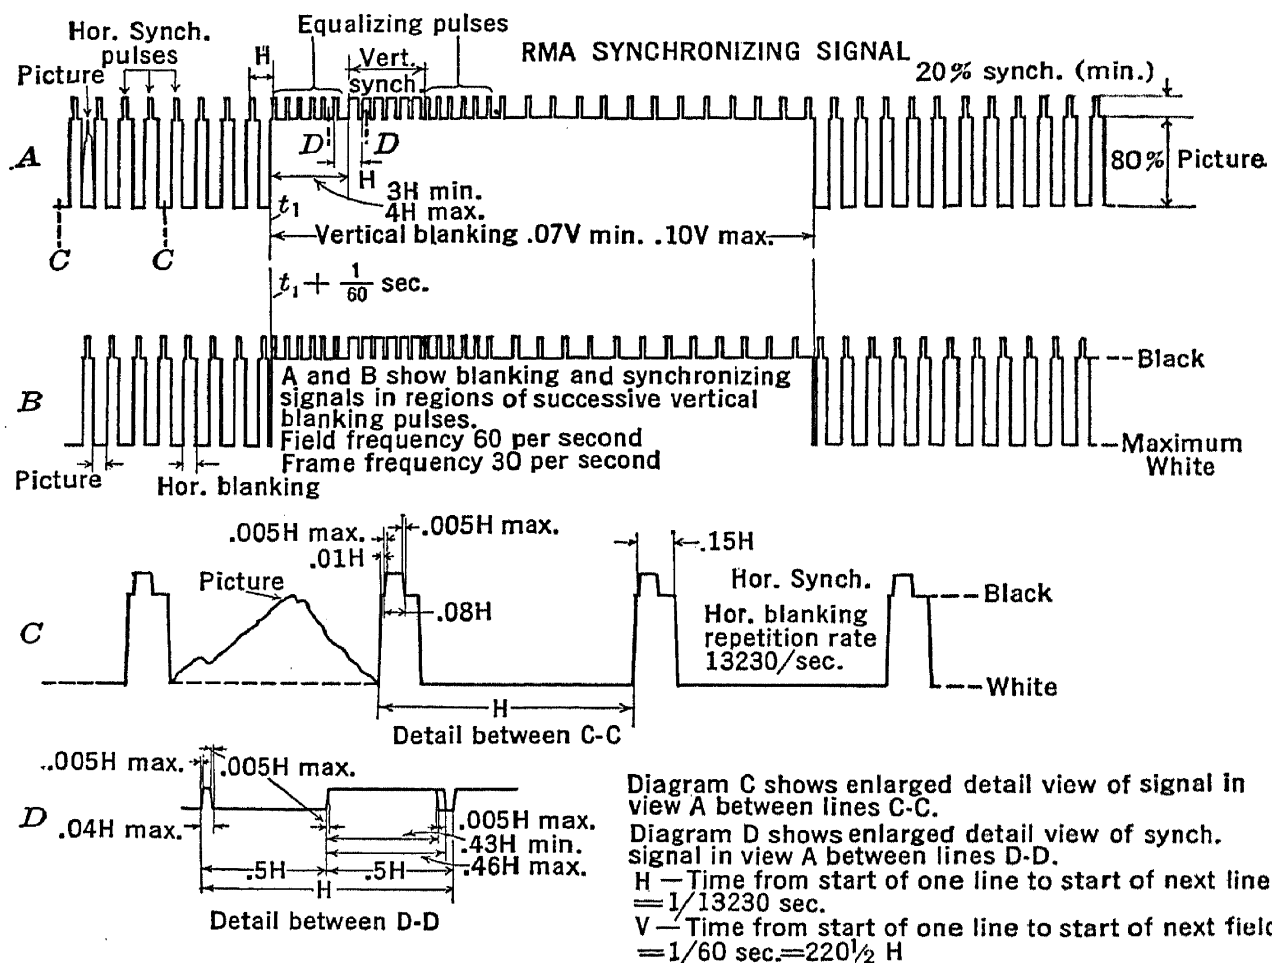 Equalizing pulses
Hor. Synch.
pulses
Picture
H
Vert.
synch.
RMA SYNCHRONIZING SIGNAL
20% synch. (min.)
A
D
D
H
80% Picture
3H min.
4H max.
t1
C
C
Vertical blanking .07V min. .10V max.
t1 + 1/60 sec.
Black
A and B show blanking and synchronizing
signals in regions of successive vertical
blanking pulses.
Field frequency 60 per second
Frame frequency 30 per second
B
Maximum
White
Picture
Hor. blanking
.005H max.
.005H max.
.01H
.15H
Picture
Hor. Synch.
.08H
Black
C
Hor. blanking
repetition rate
13230/sec.
White
H
Detail between C-C
.005H max.
.005H max.
D
.04H max.
.005H max.
.43H min.
.46H max.
.5H
.5H
H
Detail between D-D
Diagram C shows enlarged detail view of signal in
view A between lines C-C.
Diagram D shows enlarged detail view of synch.
signal in view A between lines D-D.
H — Time from start of one line to start of next line
=1/13230 sec.
V — Time from start of one line to start of next field
=1/60 sec.=220½ H